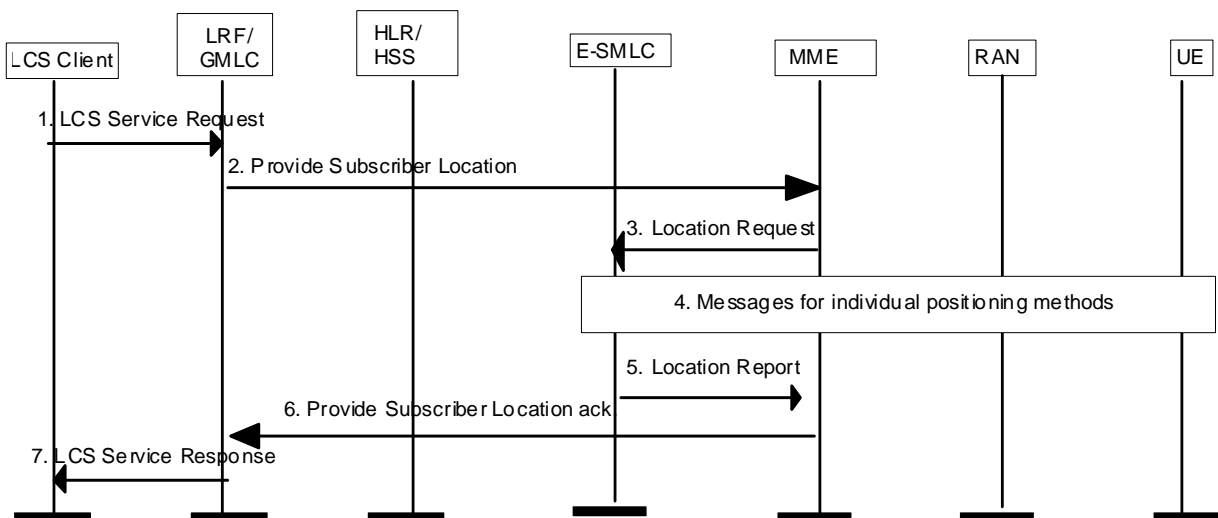 LCS Client
LRF/
GMLC
HLR/
HSS
E-SMLC
MME
RAN
UE
1. LCS Service Request
2. Provide Subscriber Location
3. Location Request
4. Messages for individual positioning methods
5. Location Report
6. Provide Subscriber Location ack.
7. LCS Service Response